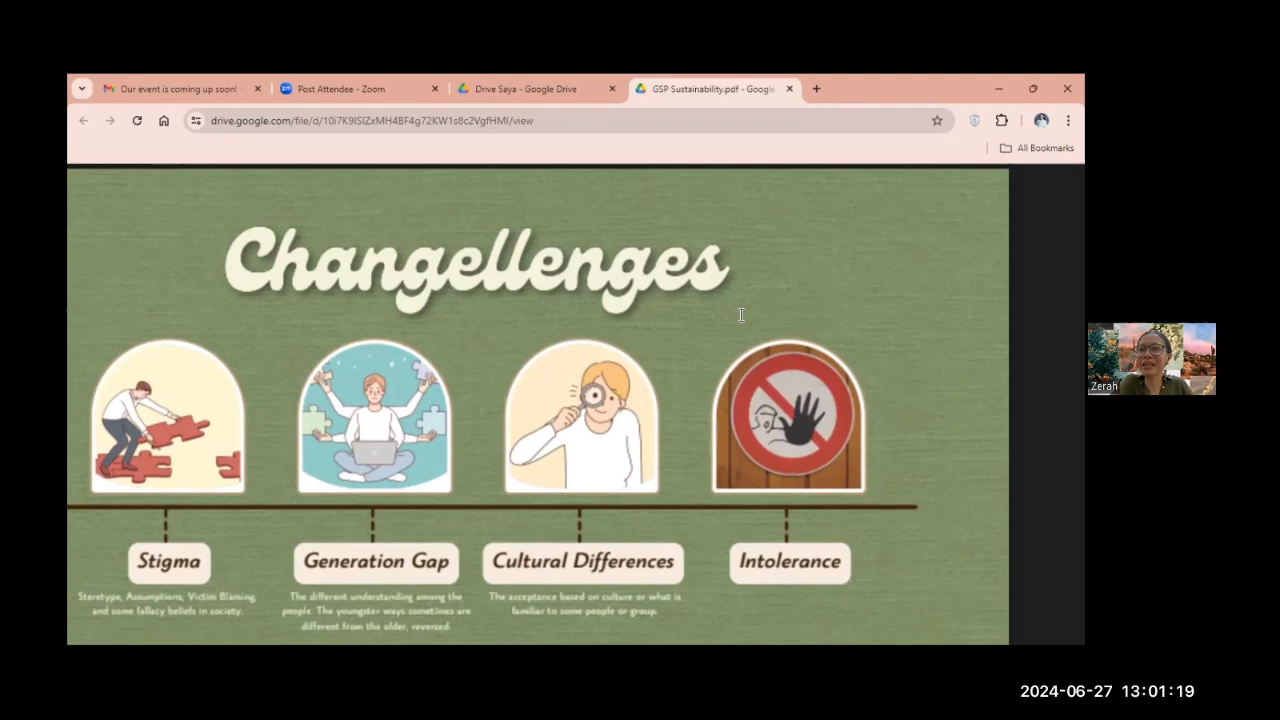 Our event is coming up soon! -
Post Attendee - Zoom
Drive Saya - Google Drive
GSP Sustainability.pdf - Google
drive.google.com/file/d/10i7K9lSlZxMH4BF4g72KW1s8c2VgfHMI/view
All Bookmarks
Changellenges
Stigma
Generation Gap
Cultural Differences
Intolerance
Steretype, Assumptions, Victim Blaming,
and some fallacy beliefs in society.
The different understanding among the
people. The youngster ways sometimes are
different from the older, reversed.
The acceptance based on culture or what is
familiar to some people or group.
Zerah
2024-06-27 13:01:19